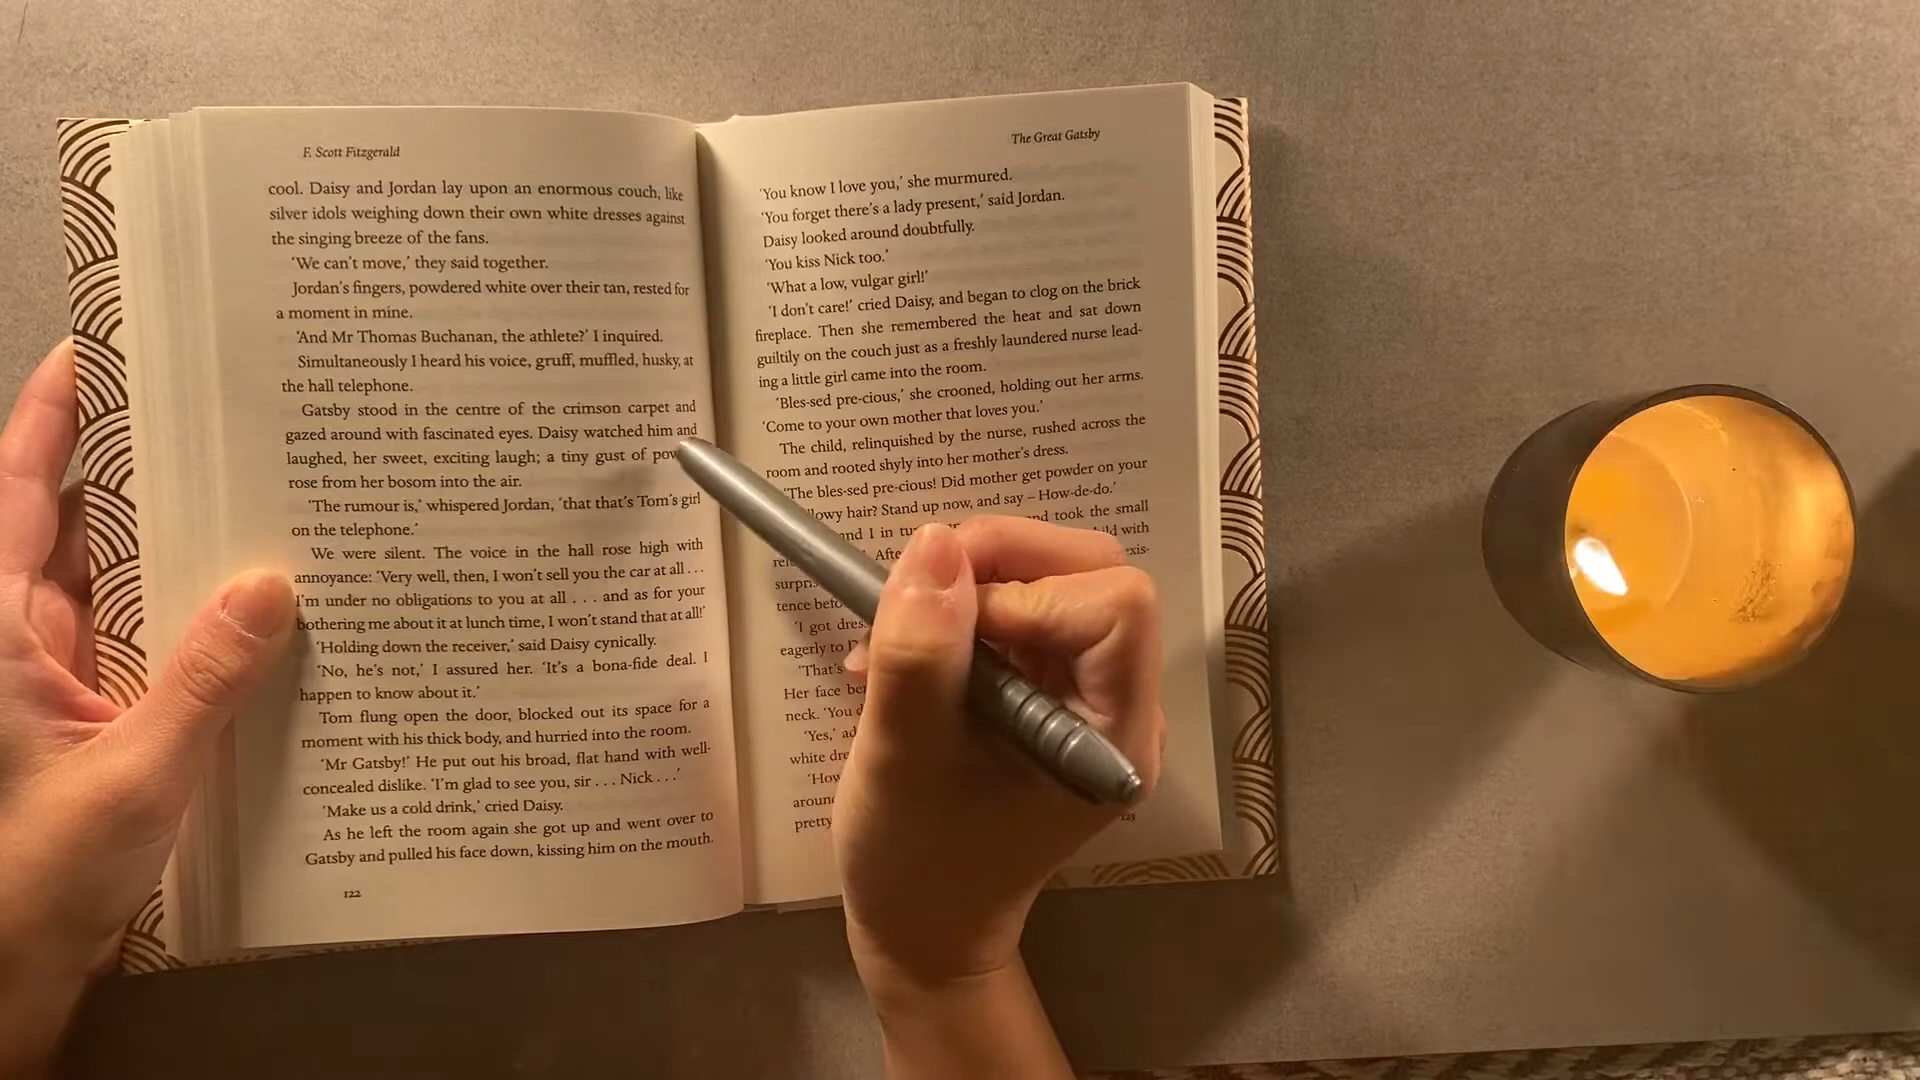 F. Scott Fitzgerald
cool. Daisy and Jordan lay upon an enormous couch, like
silver idols weighing down their own white dresses against
the singing breeze of the fans.
‘We can’t move,’ they said together.
Jordan’s fingers, powdered white over their tan, rested for
a moment in mine.
‘And Mr Thomas Buchanan, the athlete?’ I inquired.
Simultaneously I heard his voice, gruff, muffled, husky, at
the hall telephone.
Gatsby stood in the centre of the crimson carpet and
gazed around with fascinated eyes. Daisy watched him and
laughed, her sweet, exciting laugh; a tiny gust of
rose from her bosom into the air.
‘The rumour is,’ whispered Jordan, ‘that that’s Tom’s girl
on the telephone.’
We were silent. The voice in the hall rose high with
annoyance: ‘Very well, then, I won’t sell you the car at all . . .
I’m under no obligations to you at all . . . and as for your
bothering me about it at lunch time, I won’t stand that at all!’
‘Holding down the receiver,’ said Daisy cynically.
‘No, he’s not,’ I assured her. ‘It’s a bona-fide deal. I
happen to know about it.’
Tom flung open the door, blocked out its space for a
moment with his thick body, and hurried into the room.
‘Mr Gatsby!’ He put out his broad, flat hand with well-
concealed dislike. ‘I’m glad to see you, sir . . . Nick . . .’
‘Make us a cold drink,’ cried Daisy.
As he left the room again she got up and went over to
Gatsby and pulled his face down, kissing him on the mouth.
122
The Great Gatsby
‘You know I love you,’ she murmured.
‘You forget there’s a lady present,’ said Jordan.
Daisy looked around doubtfully.
‘You kiss Nick too.’
‘What a low, vulgar girl!’
‘I don’t care!’ cried Daisy, and began to clog on the brick
fireplace. Then she remembered the heat and sat down
guiltily on the couch just as a freshly laundered nurse lead-
ing a little girl came into the room.
‘Bles-sed pre-cious,’ she crooned, holding out her arms.
‘Come to your own mother that loves you.’
The child, relinquished by the nurse, rushed across the
room and rooted shyly into her mother’s dress.
‘The bles-sed pre-cious! Did mother get powder on your
hair? Stand up now, and say – How-de-do.’
and I in and took the small
with
exis-
tence
‘I got
eagerly to
‘That’s
Her face
neck. ‘You
‘Yes,’
white
‘How
pretty
123